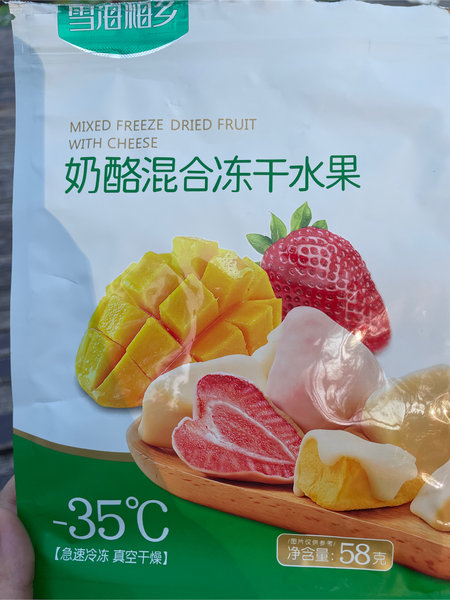 雪海湘乡
MIXED FREEZE DRIED FRUIT
WITH CHEESE
奶酪混合冻干水果
-35℃
【急速冷冻 真空干燥】
/图片仅供参考/
净含量: 58克